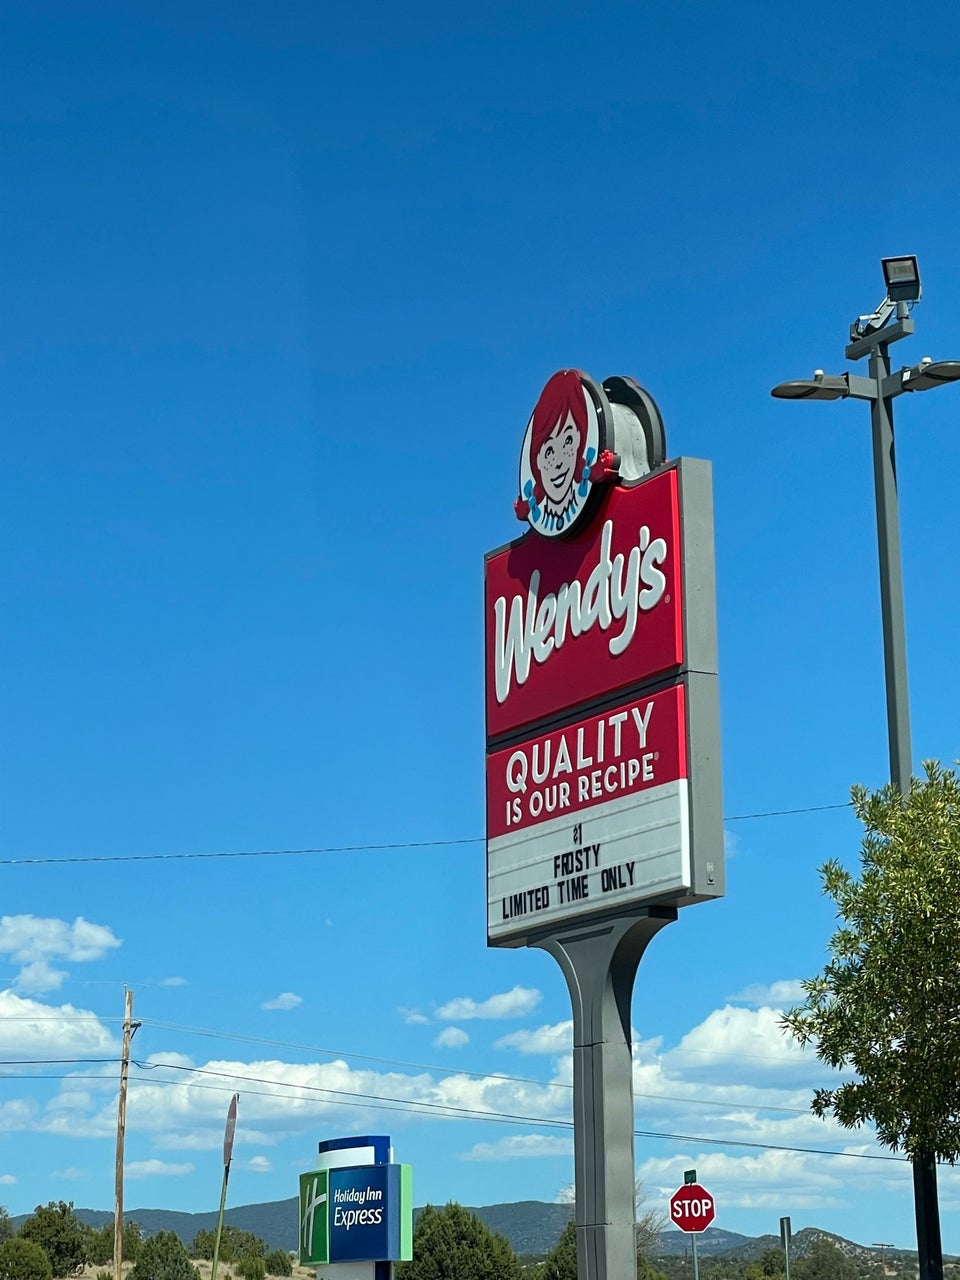 Wendy's
QUALITY
IS OUR RECIPE
$1
FROSTY
LIMITED TIME ONLY
Holiday Inn
Express
STOP